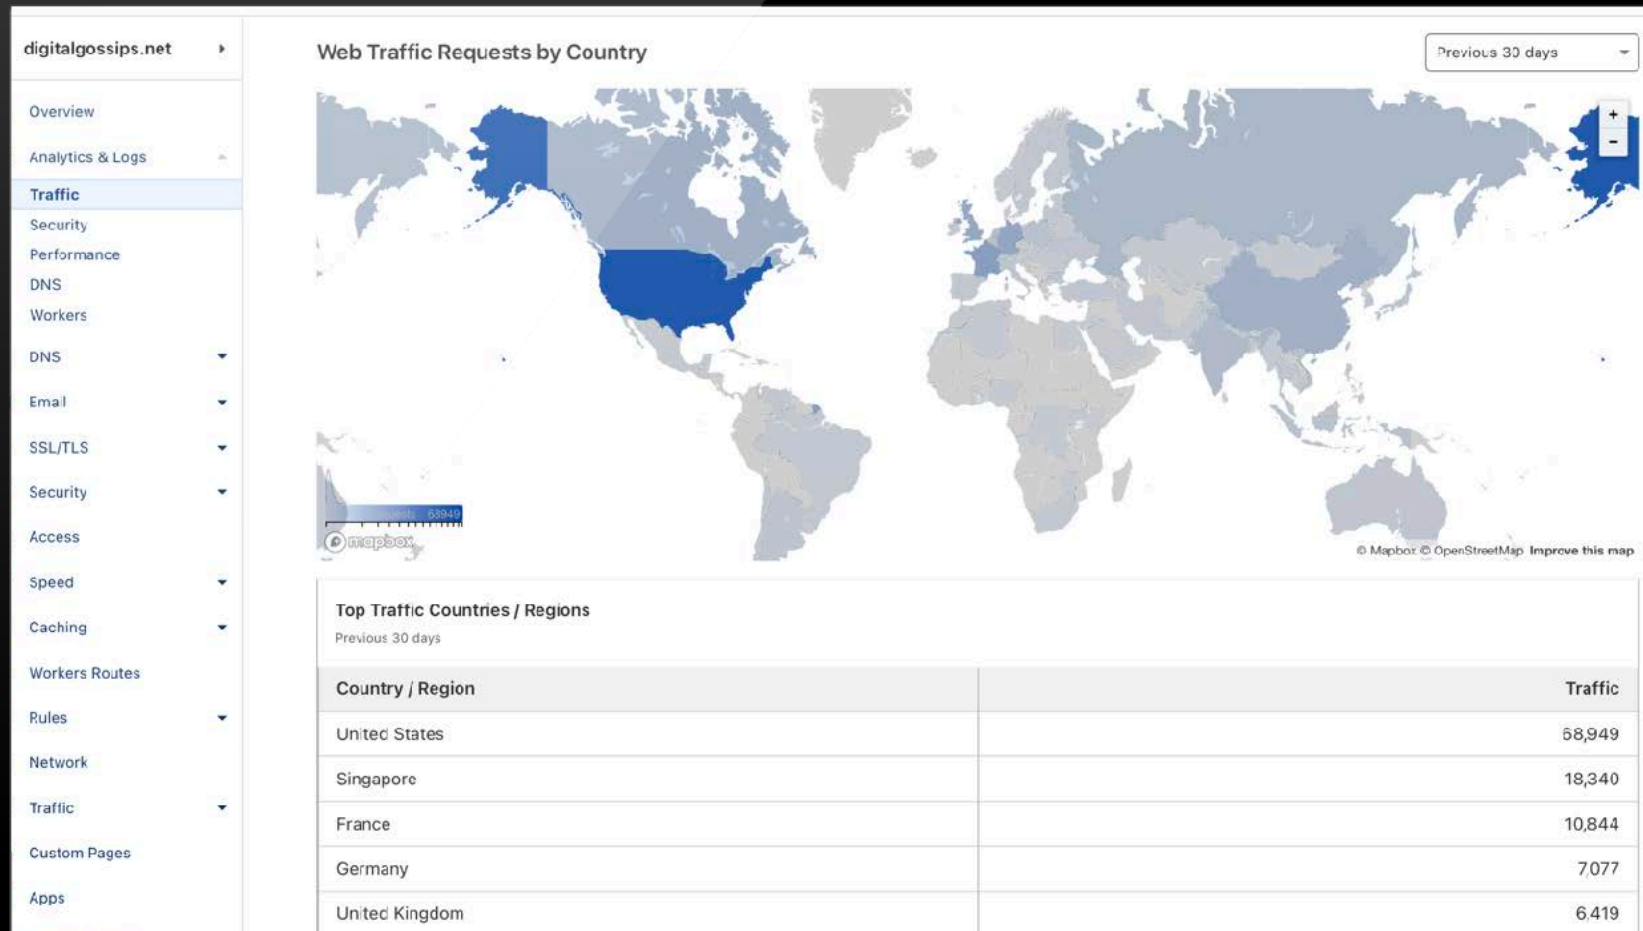 digitalgossips.net
Overview
Analytics & Logs
Traffic
Security
Performance
DNS
Workers
DNS
Email
SSL/TLS
Security
Access
Speed
Caching
Workers Routes
Rules
Network
Traffic
Custom Pages
Apps
Web Traffic Requests by Country
Previous 30 days
+
-
68949
mapbox
© Mapbox © OpenStreetMap Improve this map
Top Traffic Countries / Regions
Previous 30 days
Country / Region Traffic
United States 68,949
Singapore 18,340
France 10,844
Germany 7,077
United Kingdom 6,419